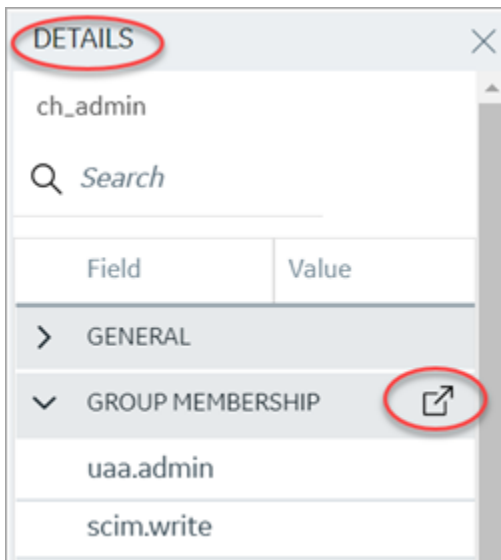 DETAILS
ch_admin
Search
Field Value
GENERAL
GROUP MEMBERSHIP
uaa.admin
scim.write